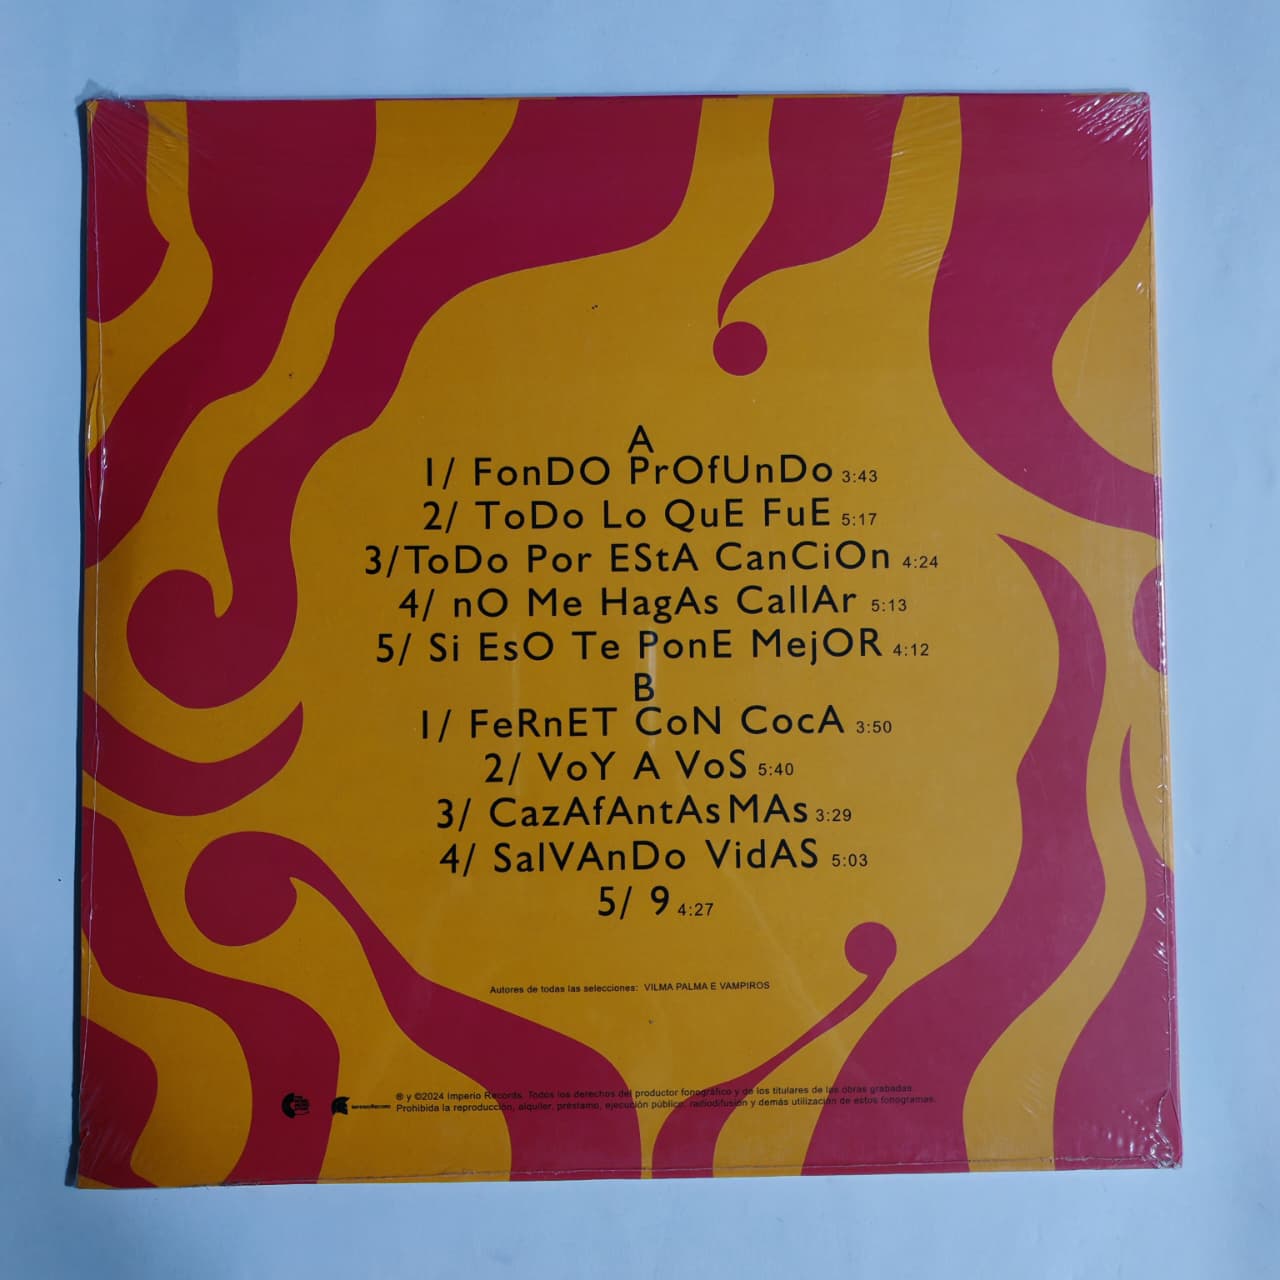 A
1/ FonDO PrOfUnDo 3:43
2/ ToDo Lo QuE FuE 5:17
3/ToDo Por EStA CanCiOn 4:24
4/ nO Me HagAs CallAr 5:13
5/ Si EsO Te PonE MejOR 4:12
B
1/ FeRnET CoN CocA 3:50
2/ VoY A VoS 5:40
3/ CazAfAntAsMAs 3:29
4/ SalVAnDo VidAS 5:03
5/ 9 4:27
Autores de todas las selecciones: VILMA PALMA E VAMPIROS
℗ y ©2024 Imperio Records. Todos los derechos del productor fonográfico y de los titulares de las obras grabadas.
Prohibida la reproducción, alquiler, préstamo, ejecución pública, radiodifusión y demás utilización de estos fonogramas.